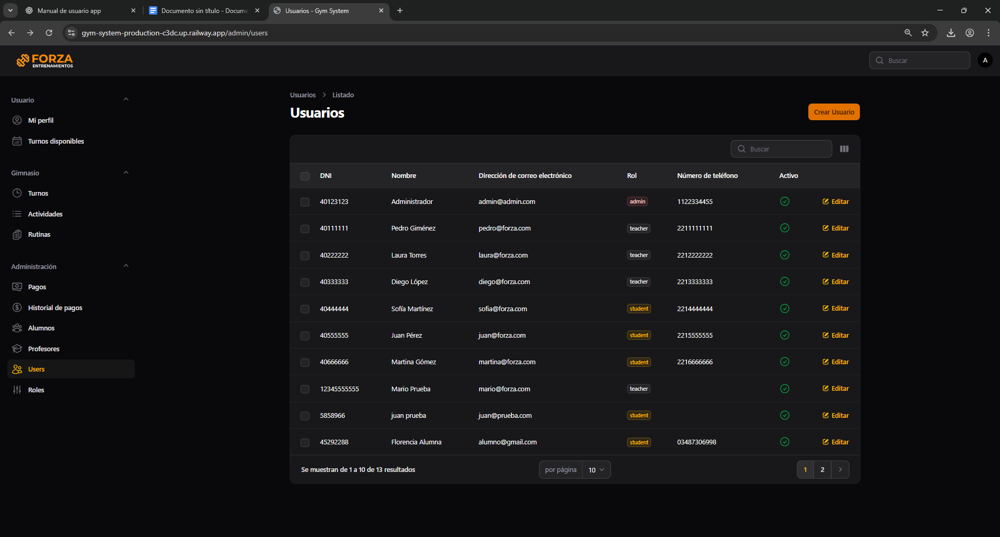 Manual de usuario app
Documento sin título - Docume
Usuarios - Gym System
gym-system-production-c3dc.up.railway.app/admin/users
FORZA
ENTRENAMIENTOS
Buscar
A
Usuario
Mi perfil
Turnos disponibles
Gimnasio
Turnos
Actividades
Rutinas
Administración
Pagos
Historial de pagos
Alumnos
Profesores
Users
Roles
Usuarios > Listado
Usuarios
Crear Usuario
Buscar
DNI Nombre Dirección de correo electrónico Rol Número de teléfono Activo
40123123 Administrador admin@admin.com admin 1122334455 Editar
40111111 Pedro Giménez pedro@forza.com teacher 2211111111 Editar
40222222 Laura Torres laura@forza.com teacher 2212222222 Editar
40333333 Diego López diego@forza.com teacher 2213333333 Editar
40444444 Sofía Martínez sofia@forza.com student 2214444444 Editar
40555555 Juan Pérez juan@forza.com student 2215555555 Editar
40666666 Martina Gómez martina@forza.com student 2216666666 Editar
12345555555 Mario Prueba mario@forza.com teacher Editar
5858966 juan prueba juan@prueba.com student Editar
45292288 Florencia Alumna alumno@gmail.com student 03487306998 Editar
Se muestran de 1 a 10 de 13 resultados
por página 10
1 2